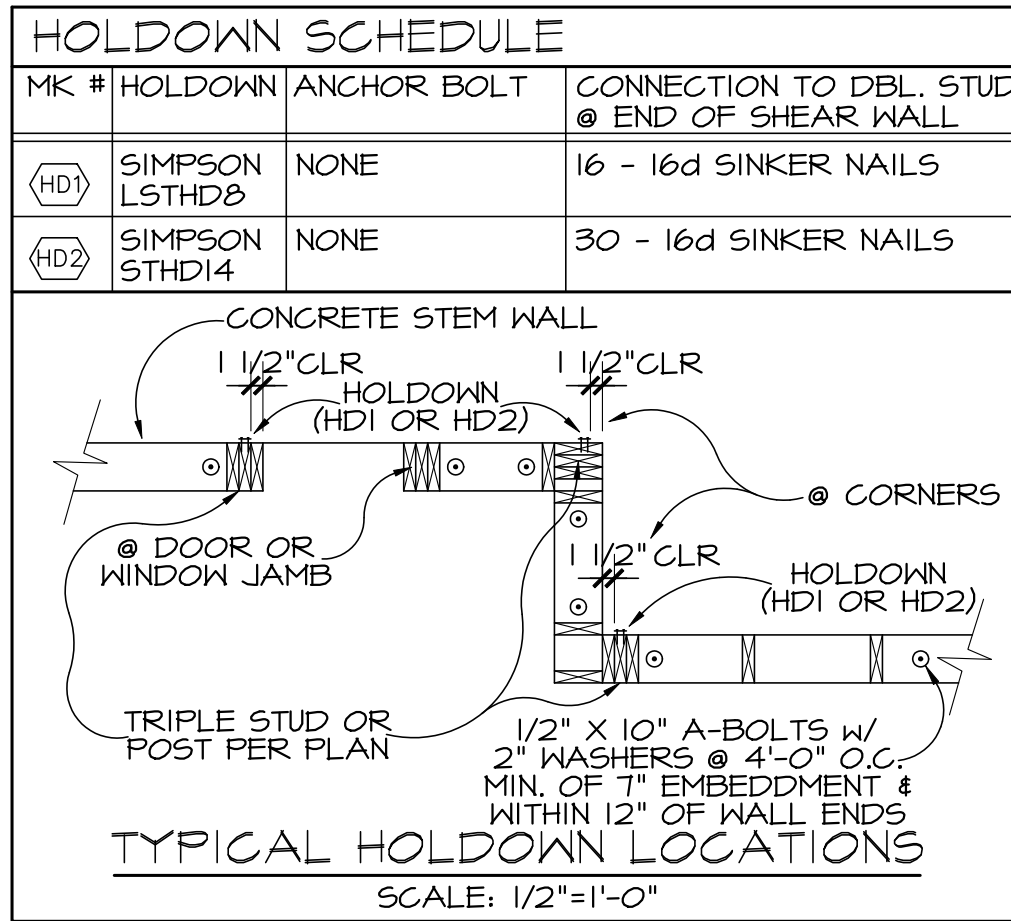 HOLDOWN SCHEDULE
MK # HOLDOWN ANCHOR BOLT CONNECTION TO DBL. STUD
@ END OF SHEAR WALL
HD1 SIMPSON NONE 16 - 16d SINKER NAILS
LSTHD8
HD2 SIMPSON NONE 30 - 16d SINKER NAILS
STHD14
CONCRETE STEM WALL
1 1/2"CLR 1 1/2"CLR
HOLDOWN
(HD1 OR HD2)
@ CORNERS
@ DOOR OR
WINDOW JAMB
1 1/2" CLR
HOLDOWN
(HD1 OR HD2)
TRIPLE STUD OR
POST PER PLAN
1/2" X 10" A-BOLTS W/
2" WASHERS @ 4'-0" O.C.
MIN. OF 7" EMBEDDMENT &
WITHIN 12" OF WALL ENDS
TYPICAL HOLDOWN LOCATIONS
SCALE: 1/2"=1'-0"